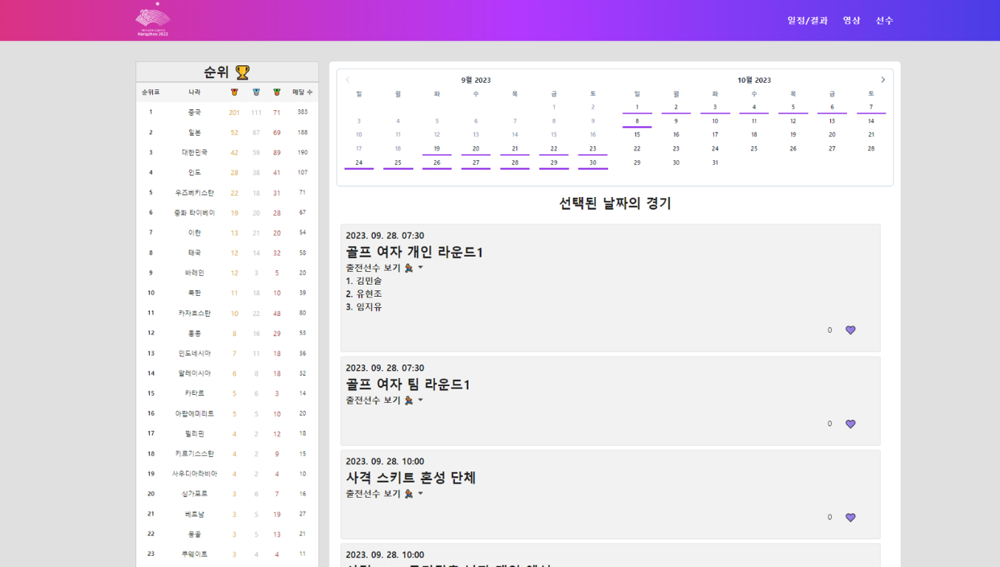 Hangzhou 2022
일정/결과 영상 선수
순위
순위표 나라 메달 수
1 중국 201 111 71 383
2 일본 52 67 69 188
3 대한민국 42 59 89 190
4 인도 28 38 41 107
5 우즈베키스탄 22 18 31 71
6 중화 타이베이 19 20 28 67
7 이란 13 21 20 54
8 태국 12 14 32 58
9 바레인 12 3 5 20
10 북한 11 18 10 39
11 카자흐스탄 10 22 48 80
12 홍콩 8 16 29 53
13 인도네시아 7 11 18 36
14 말레이시아 6 8 18 32
15 카타르 5 6 3 14
16 아랍에미리트 5 5 10 20
17 필리핀 4 2 12 18
18 키르기스스탄 4 2 9 15
19 사우디아라비아 4 2 4 10
20 싱가포르 3 6 7 16
21 베트남 3 5 19 27
22 몽골 3 5 13 21
23 쿠웨이트 3 4 4 11
9월 2023
일 월 화 수 목 금 토
1 2
3 4 5 6 7 8 9
10 11 12 13 14 15 16
17 18 19 20 21 22 23
24 25 26 27 28 29 30
10월 2023
일 월 화 수 목 금 토
1 2 3 4 5 6 7
8 9 10 11 12 13 14
15 16 17 18 19 20 21
22 23 24 25 26 27 28
29 30 31
선택된 날짜의 경기
2023. 09. 28. 07:30
골프 여자 개인 라운드1
출전선수 보기
1. 김민솔
2. 유현조
3. 임지유
0
2023. 09. 28. 07:30
골프 여자 팀 라운드1
출전선수 보기
0
2023. 09. 28. 10:00
사격 스키트 혼성 단체
출전선수 보기
0
2023. 09. 28. 10:00